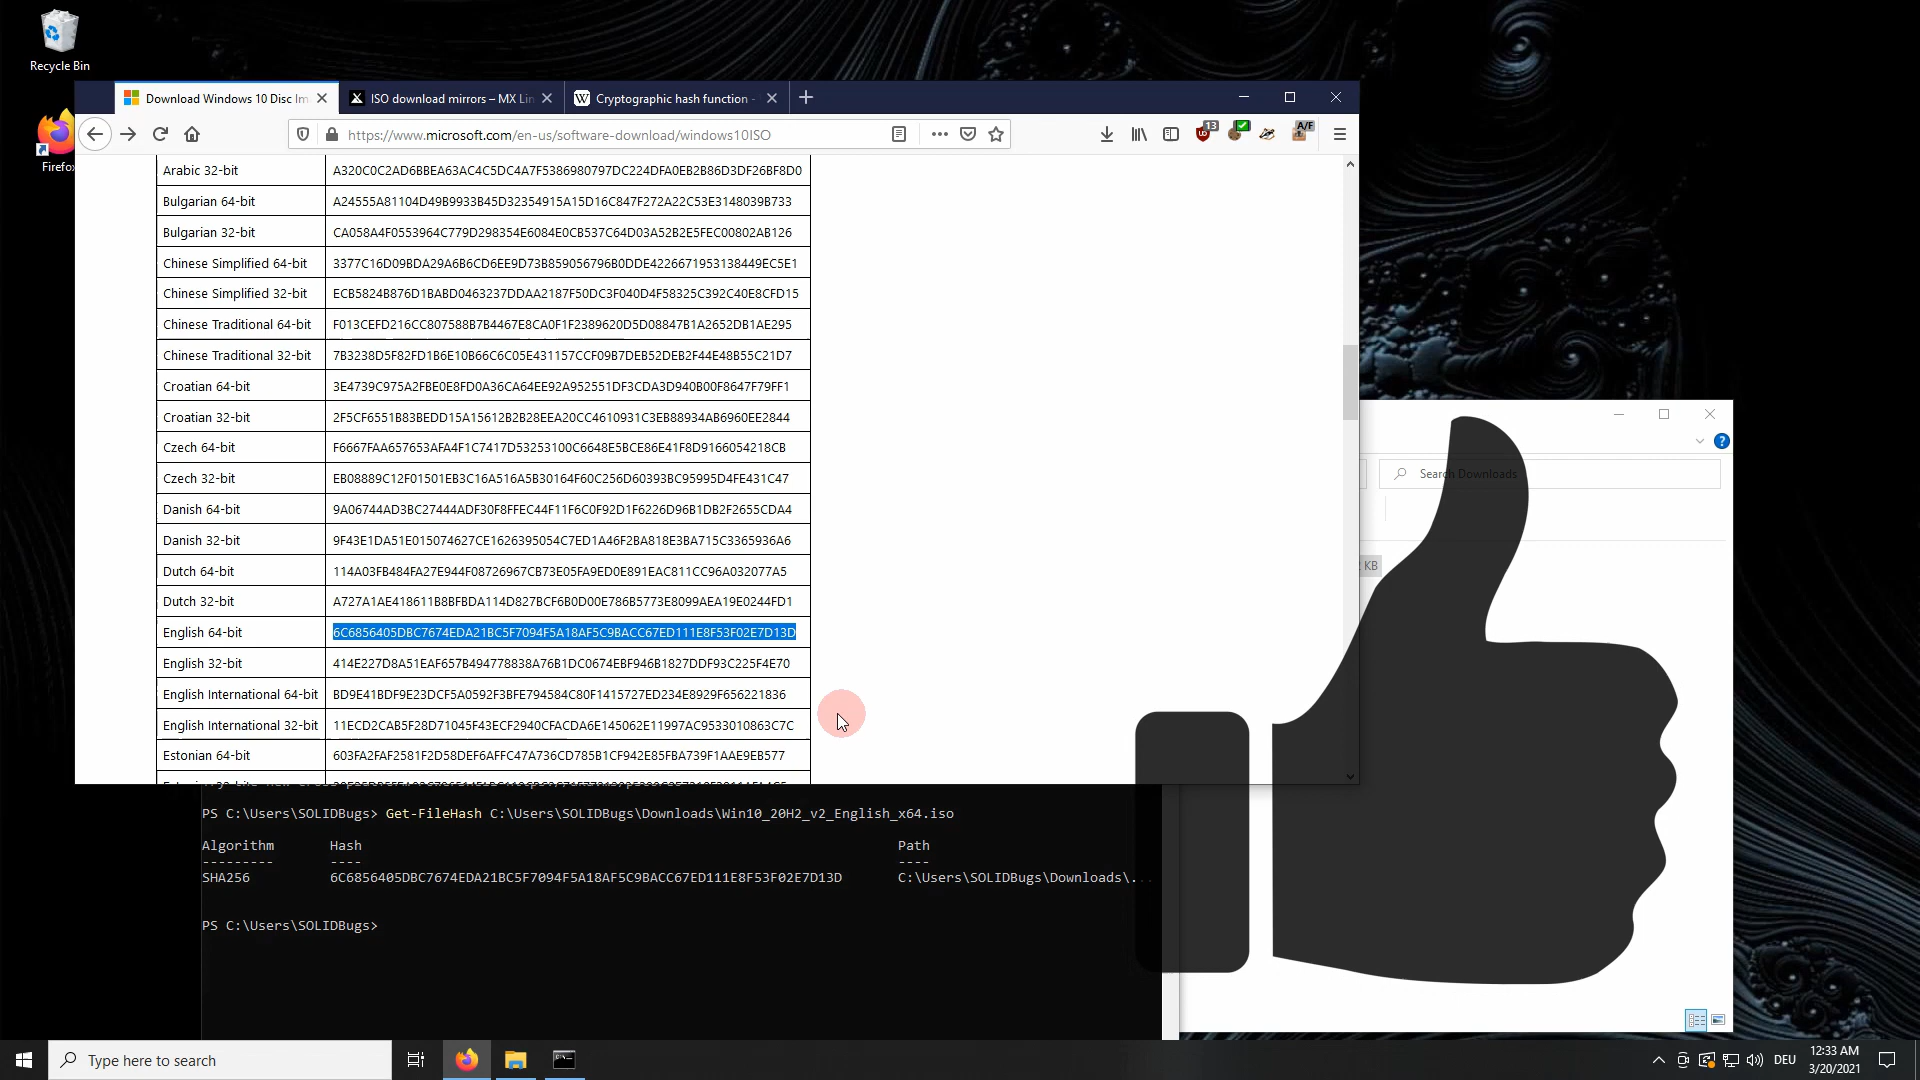 Recycle Bin
Firefox
Download Windows 10 Disc Im
ISO download mirrors – MX Lin
Cryptographic hash function -
https://www.microsoft.com/en-us/software-download/windows10ISO
13
A/F
Arabic 32-bit A320C0C2AD6BBEA63AC4C5DC4A7F5386980797DC224DFA0EB2B86D3DF26BF8D0
Bulgarian 64-bit A24555A81104D49B9933B45D32354915A15D16C847F272A22C53E3148039B733
Bulgarian 32-bit CA058A4F0553964C779D298354E6084E0CB537C64D03A52B2E5FEC00802AB126
Chinese Simplified 64-bit 3377C16D09BDA29A6B6CD6EE9D73B859056796B0DDE4226671953138449EC5E1
Chinese Simplified 32-bit ECB5824B876D1BABD0463237DDAA2187F50DC3F040D4F58325C392C40E8CFD15
Chinese Traditional 64-bit F013CEFD216CC807588B7B4467E8CA0F1F2389620D5D08847B1A2652DB1AE295
Chinese Traditional 32-bit 7B3238D5F82FD1B6E10B66C6C05E431157CCF09B7DEB52DEB2F44E48B55C21D7
Croatian 64-bit 3E4739C975A2FBE0E8FD0A36CA64EE92A952551DF3CDA3D940B00F8647F79FF1
Croatian 32-bit 2F5CF6551B83BEDD15A15612B2B28EEA20CC4610931C3EB88934AB6960EE2844
Czech 64-bit F6667FAA657653AFA4F1C7417D53253100C6648E5BCE86E41F8D9166054218CB
Czech 32-bit EB08889C12F01501EB3C16A516A5B30164F60C256D60393BC95995D4FE431C47
Danish 64-bit 9A06744AD3BC27444ADF30F8FFEC44F11F6C0F92D1F6226D96B1DB2F2655CDA4
Danish 32-bit 9F43E1DA51E015074627CE1626395054C7ED1A46F2BA818E3BA715C3365936A6
Dutch 64-bit 114A03FB484FA27E944F08726967CB73E05FA9ED0E891EAC811CC96A032077A5
Dutch 32-bit A727A1AE418611B8BFBDA114D827BCF6B0D00E786B5773E8099AEA19E0244FD1
English 64-bit 6C6856405DBC7674EDA21BC5F7094F5A18AF5C9BACC67ED111E8F53F02E7D13D
English 32-bit 414E227D8A51EAF657B494778838A76B1DC0674EBF946B1827DDF93C225F4E70
English International 64-bit BD9E41BDF9E23DCF5A0592F3BFE794584C80F1415727ED234E8929F656221836
English International 32-bit 11ECD2CAB5F28D71045F43ECF2940CFACDA6E145062E11997AC9533010863C7C
Estonian 64-bit 603FA2FAF2581F2D58DEF6AFFC47A736CD785B1CF942E85FBA739F1AAE9EB577
Search Downloads
KB
PS C:\Users\SOLIDBugs> Get-FileHash C:\Users\SOLIDBugs\Downloads\Win10_20H2_v2_English_x64.iso
Algorithm Hash Path
--------- ---- ----
SHA256 6C6856405DBC7674EDA21BC5F7094F5A18AF5C9BACC67ED111E8F53F02E7D13D C:\Users\SOLIDBugs\Downloads\...
PS C:\Users\SOLIDBugs>
Type here to search
DEU
12:33 AM
3/20/2021